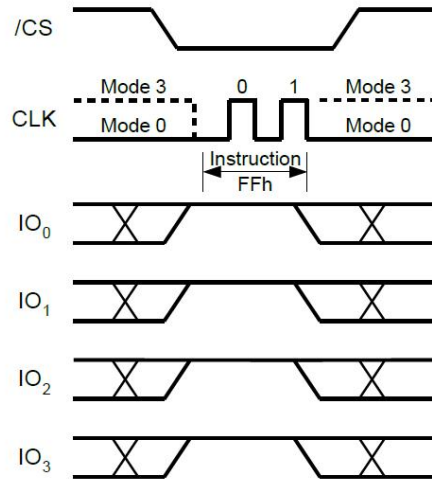 /CS
Mode 3 0 1 Mode 3
CLK
Mode 0 Mode 0
Instruction
FFh
IO0
IO1
IO2
IO3